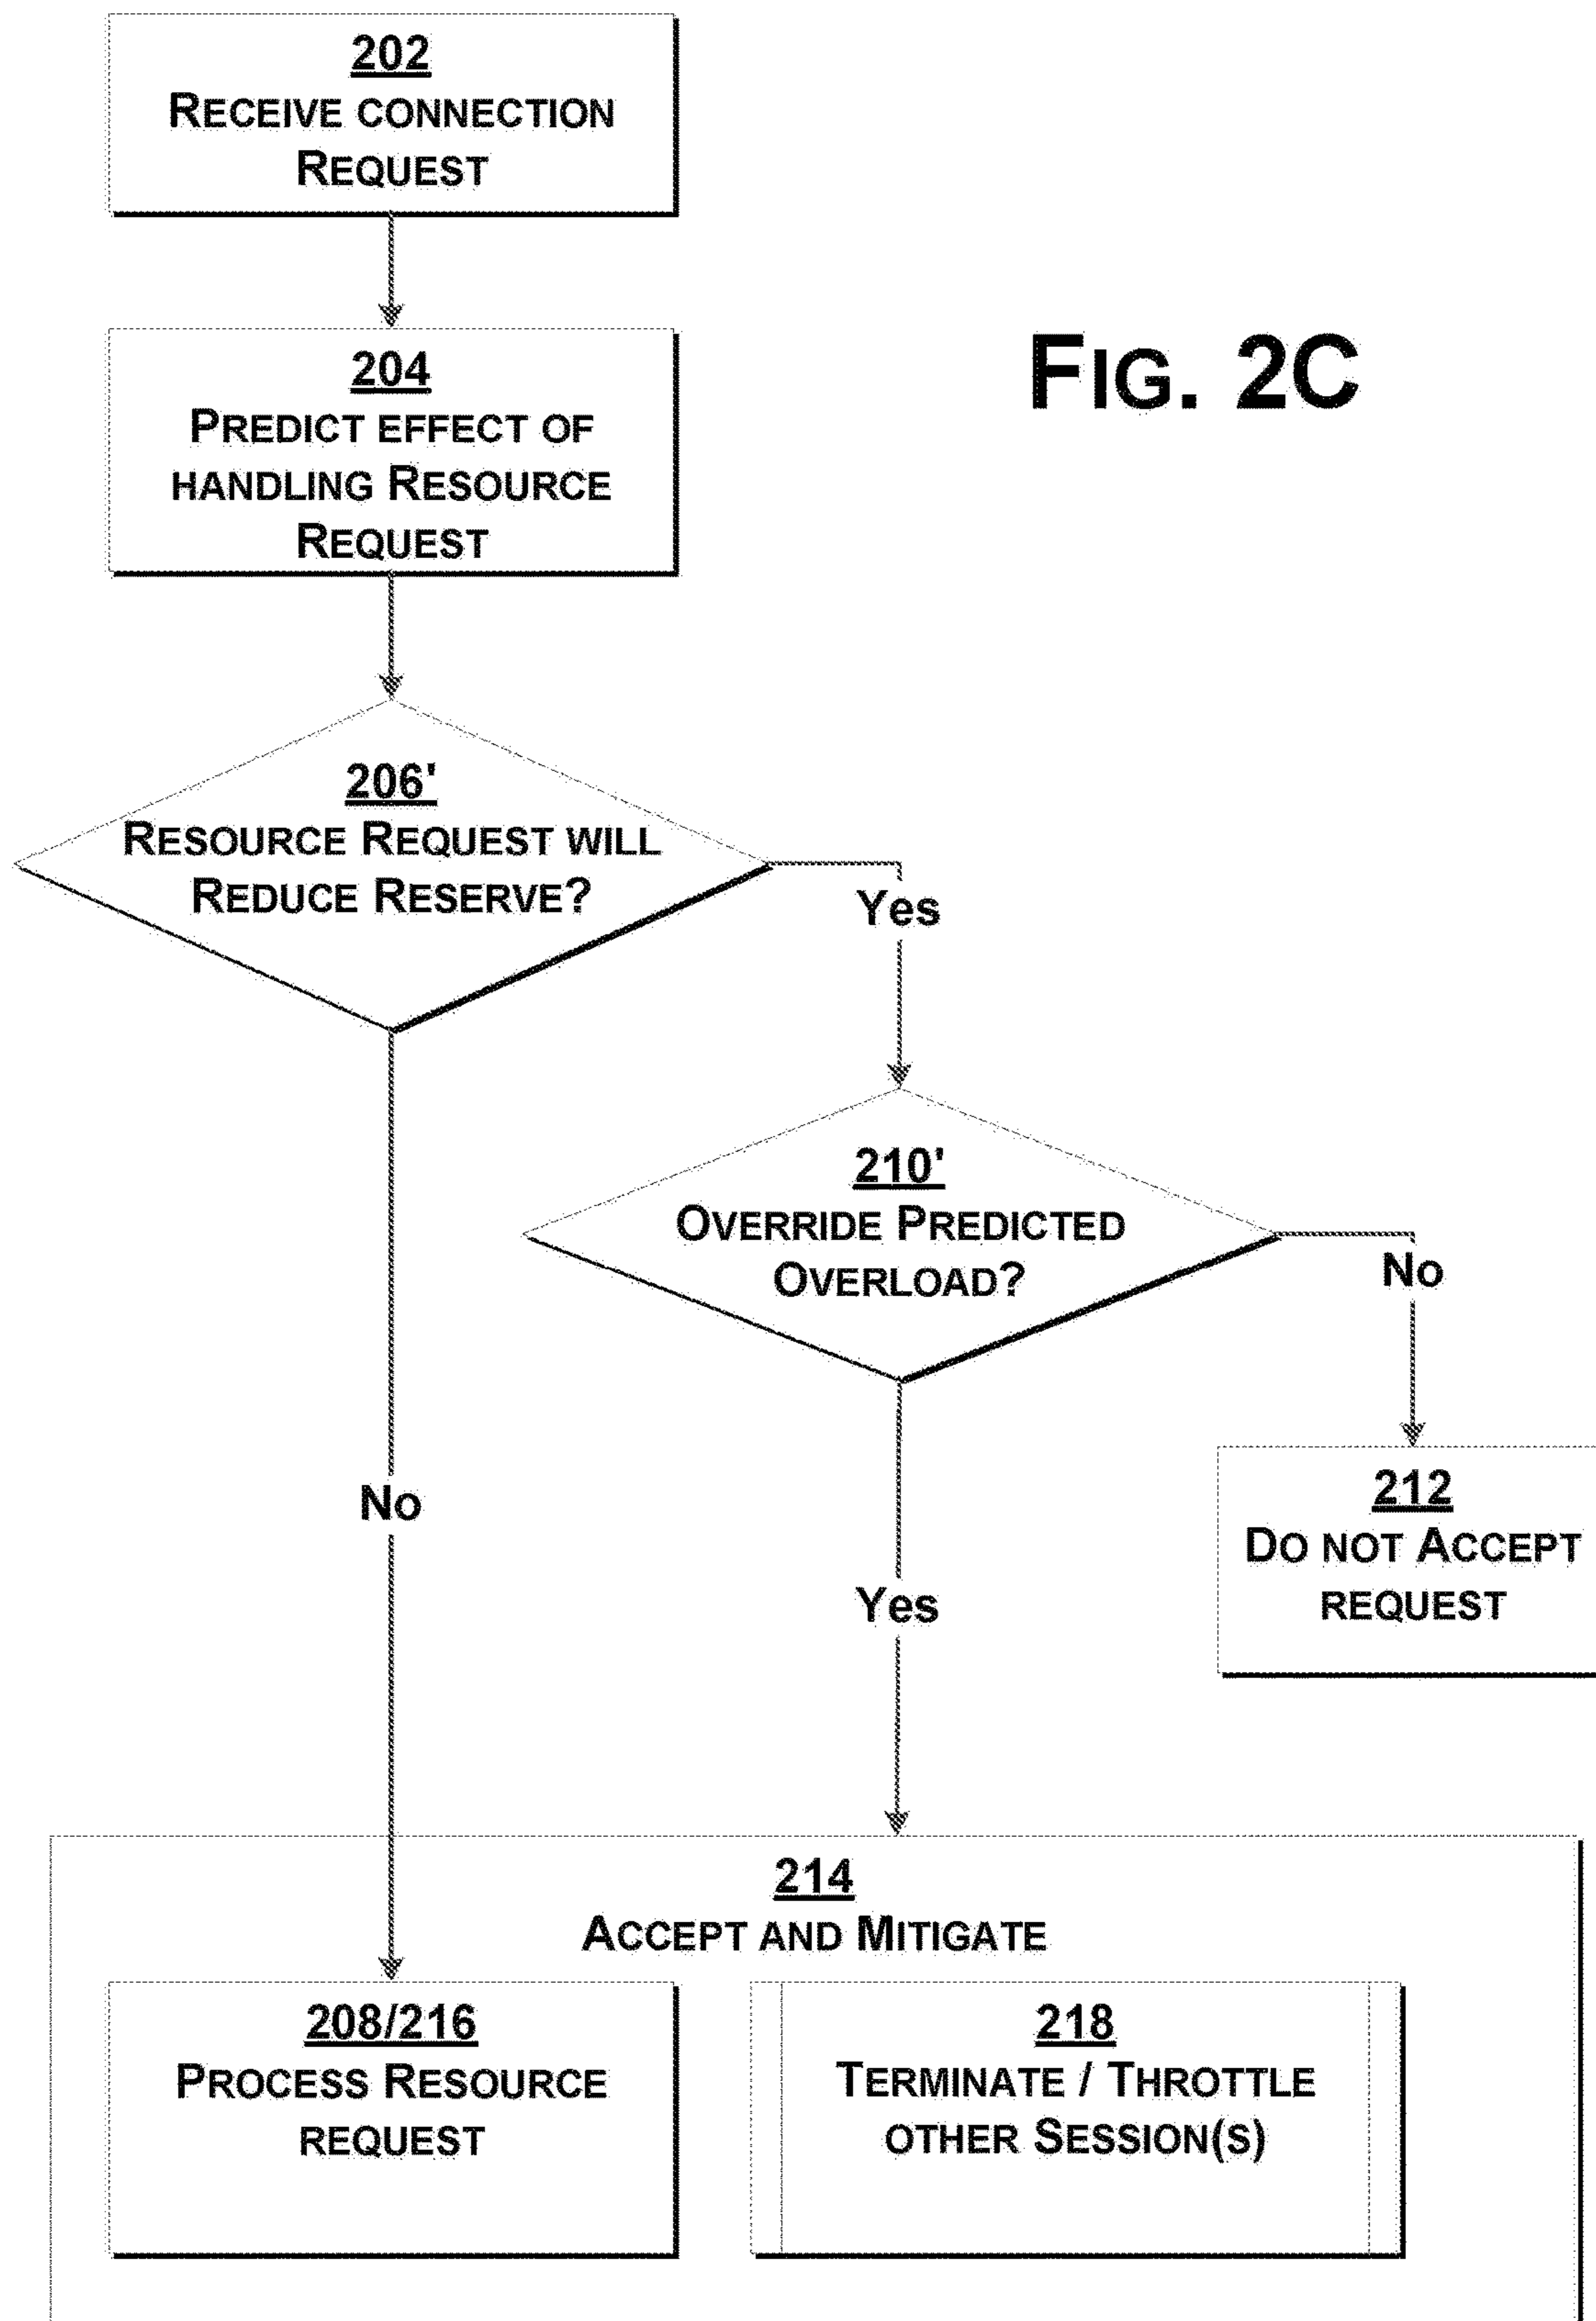 202
RECEIVE CONNECTION
REQUEST
FIG. 2C
204
PREDICT EFFECT OF
HANDLING RESOURCE
REQUEST
206'
RESOURCE REQUEST WILL
REDUCE RESERVE?
Yes
210'
OVERRIDE PREDICTED
OVERLOAD?
No
212
DO NOT ACCEPT
REQUEST
No
Yes
214
ACCEPT AND MITIGATE
208/216
PROCESS RESOURCE
REQUEST
218
TERMINATE / THROTTLE
OTHER SESSION(S)